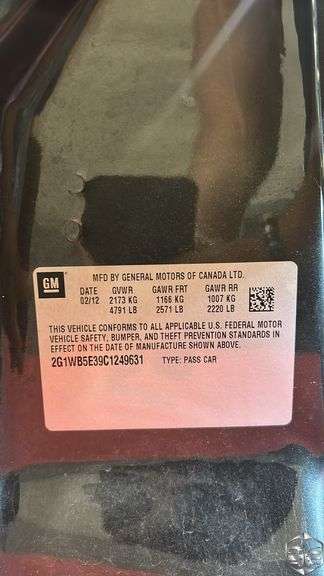 GM
MFD BY GENERAL MOTORS OF CANADA LTD.
DATE GVWR GAWR FRT GAWR RR
02/12 2173 KG 1166 KG 1007 KG
4791 LB 2571 LB 2220 LB
THIS VEHICLE CONFORMS TO ALL APPLICABLE U.S. FEDERAL MOTOR
VEHICLE SAFETY, BUMPER, AND THEFT PREVENTION STANDARDS IN
EFFECT ON THE DATE OF MANUFACTURE SHOWN ABOVE.
2G1WB5E39C1249631 TYPE: PASS CAR